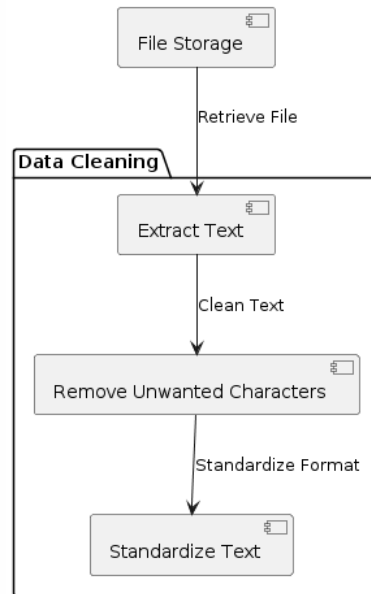 File Storage
Retrieve File
Data Cleaning
Extract Text
Clean Text
Remove Unwanted Characters
Standardize Format
Standardize Text